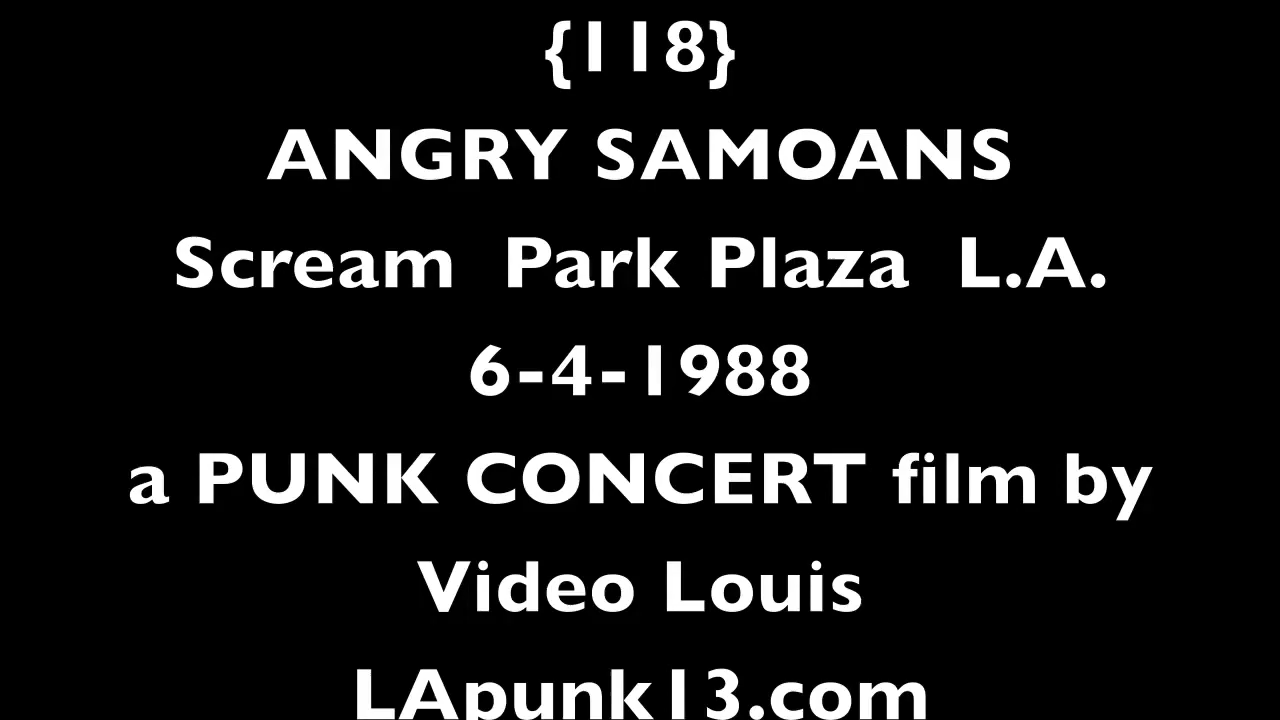 {118}
ANGRY SAMOANS
Scream  Park Plaza  L.A.
6-4-1988
a PUNK CONCERT film by
Video Louis
LApunk13.com